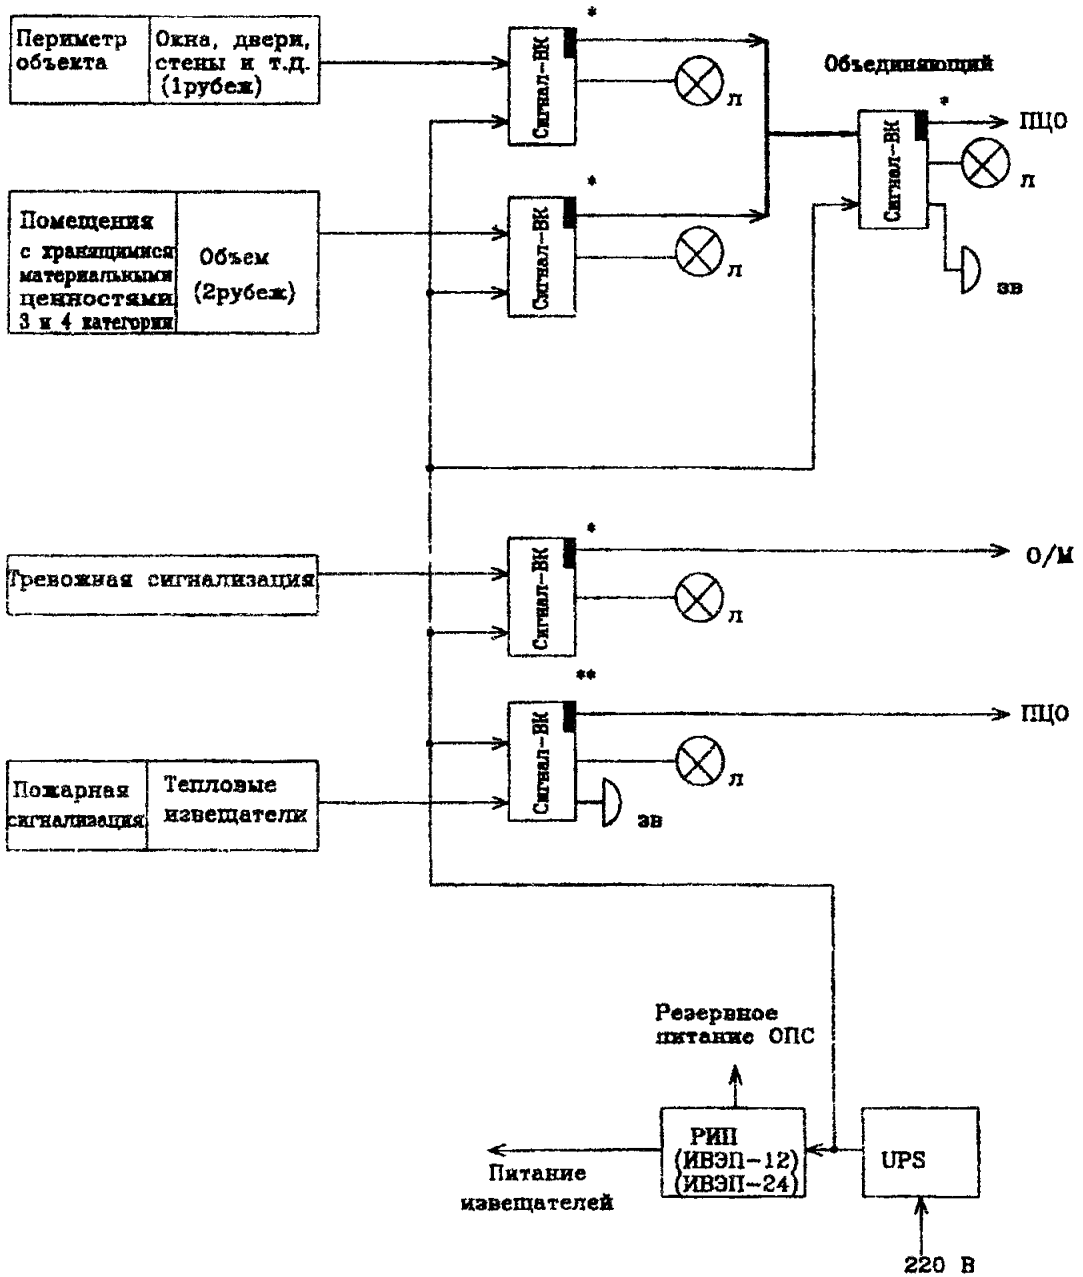 Периметр
объекта
Окна, двери,
стены и т.д.
(1рубеж)
Сигнал-ВК
*
Л
Объединяющий
Сигнал-ВК
*
ПЦО
Л
ЗВ
Помещения
с хранящимися
материальными
ценностями
3 и 4 категории
Объем
(2рубеж)
Сигнал-ВК
*
Л
Тревожная сигнализация
Сигнал-ВК
*
Л
О/М
Пожарная
сигнализация
Тепловые
извещатели
Сигнал-ВК
**
Л
ЗВ
ПЦО
Резервное
питание ОПС
РИП
(ИВЭП-12)
(ИВЭП-24)
Питание
извещателей
UPS
220 В